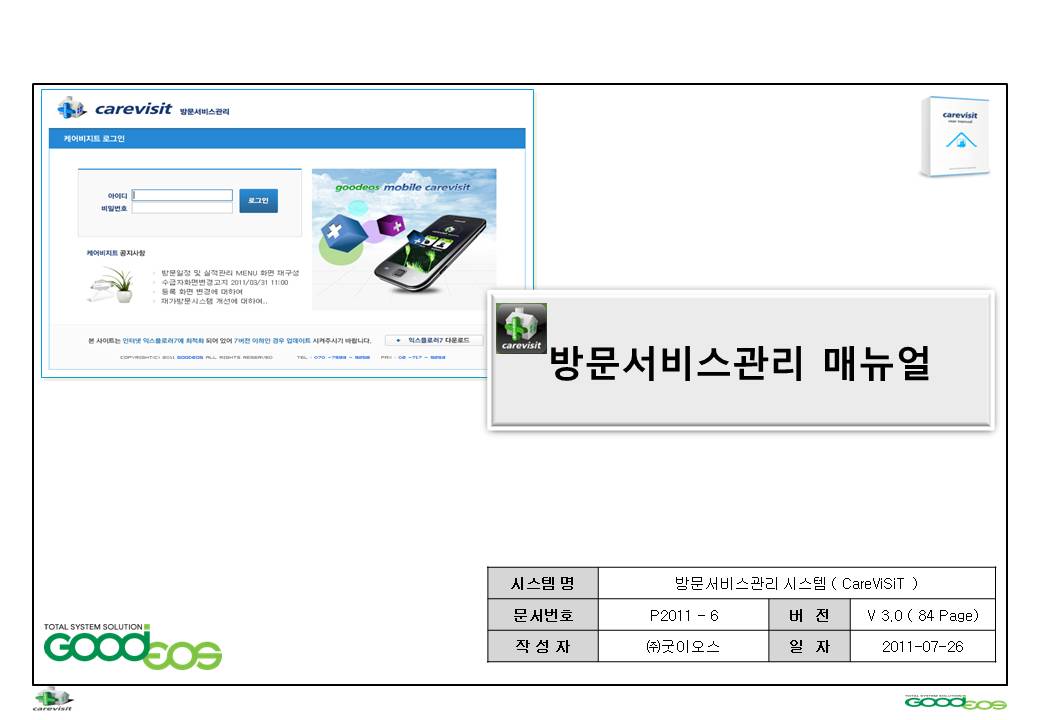 carevisit 방문서비스관리
케어비지트 로그인
아이디
비밀번호
로그인
goodeos mobile carevisit
케어비지트 공지사항
방문일정 및 실적관리 MENU 화면 재구성
수급자화면변경고지 2011/03/31 11:00
등록 화면 변경에 대하여
재가방문시스템 개선에 대하여..
본 사이트는 인터넷 익스플로러7에 최적화 되어 있어 7버전 이하인 경우 업데이트 시켜주시기 바랍니다.
익스플로러7 다운로드
COPYRIGHT(C) 2011 GOODEOS ALL RIGHTS RESERVED
carevisit
user manual
carevisit
방문서비스관리 매뉴얼
시스템 명 방문서비스관리 시스템 ( CareViSiT )
문서번호 P2011 - 6 버 전 V 3.0 ( 84 Page)
작 성 자 ㈜굿이오스 일 자 2011-07-26
TOTAL SYSTEM SOLUTION
GOODEOS
carevisit
TOTAL SYSTEM SOLUTION
GOODEOS